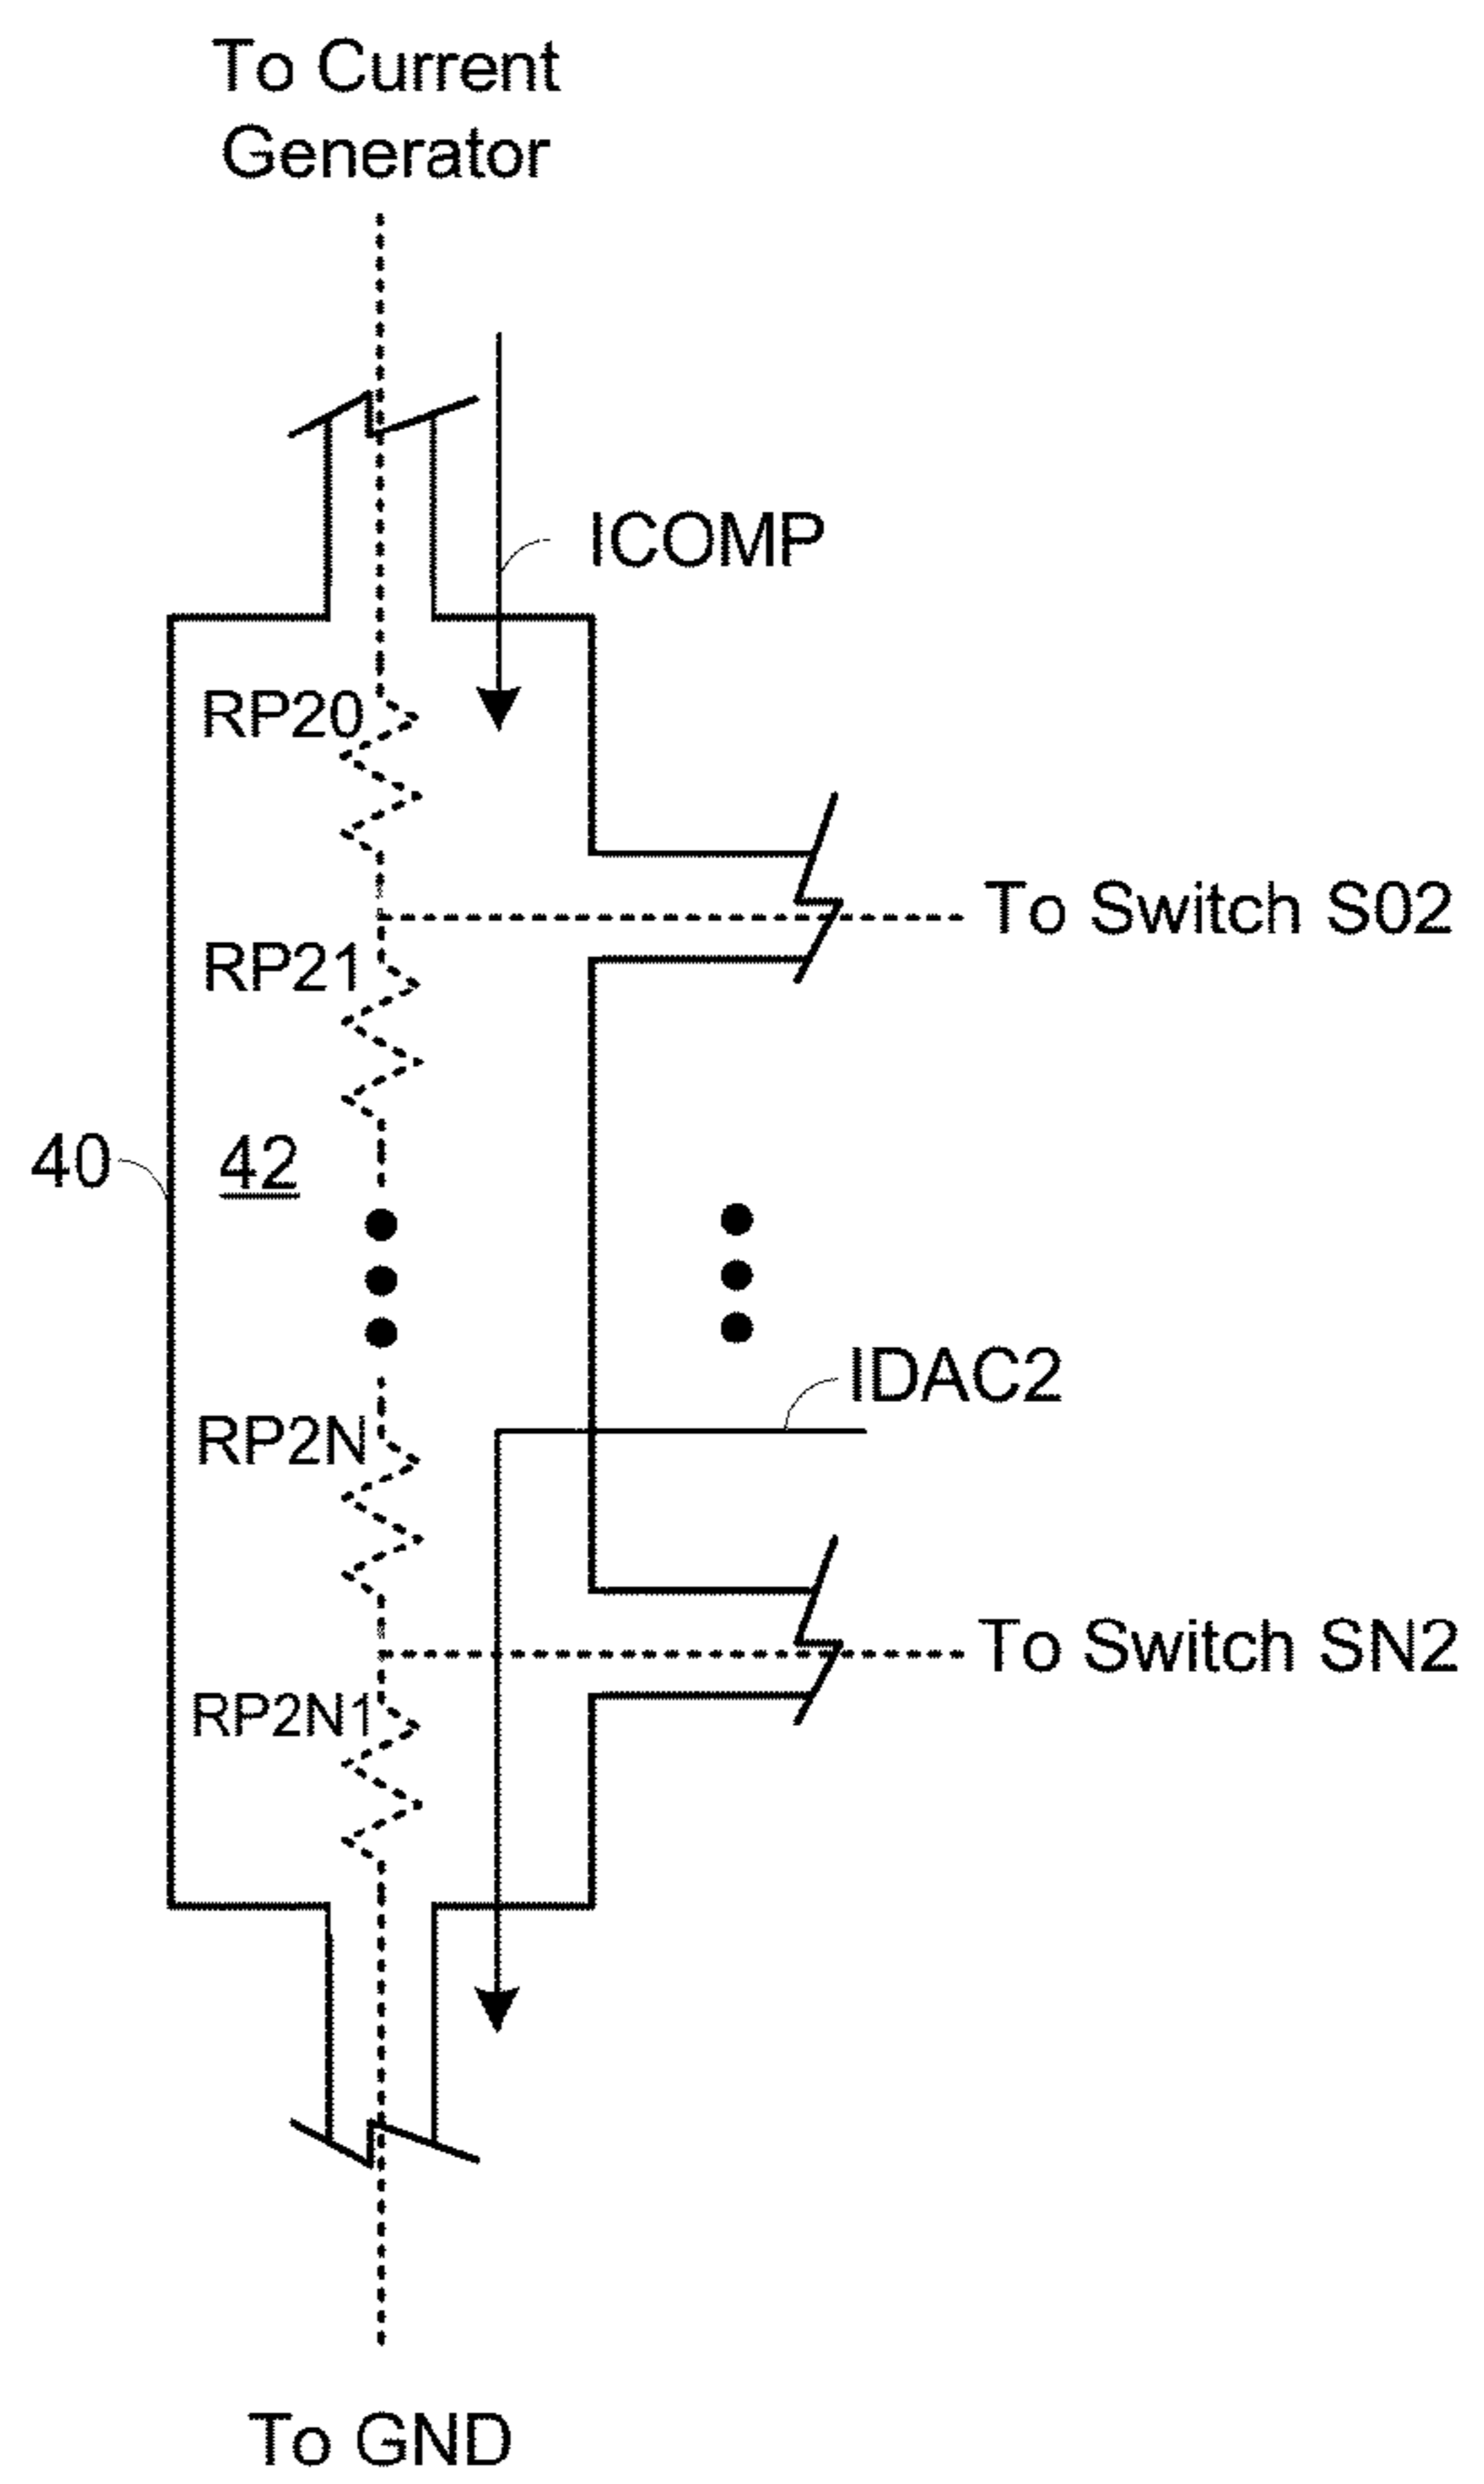 To Current
Generator
ICOMP
RP20
To Switch S02
RP21
40
42
IDAC2
RP2N
To Switch SN2
RP2N1
To GND